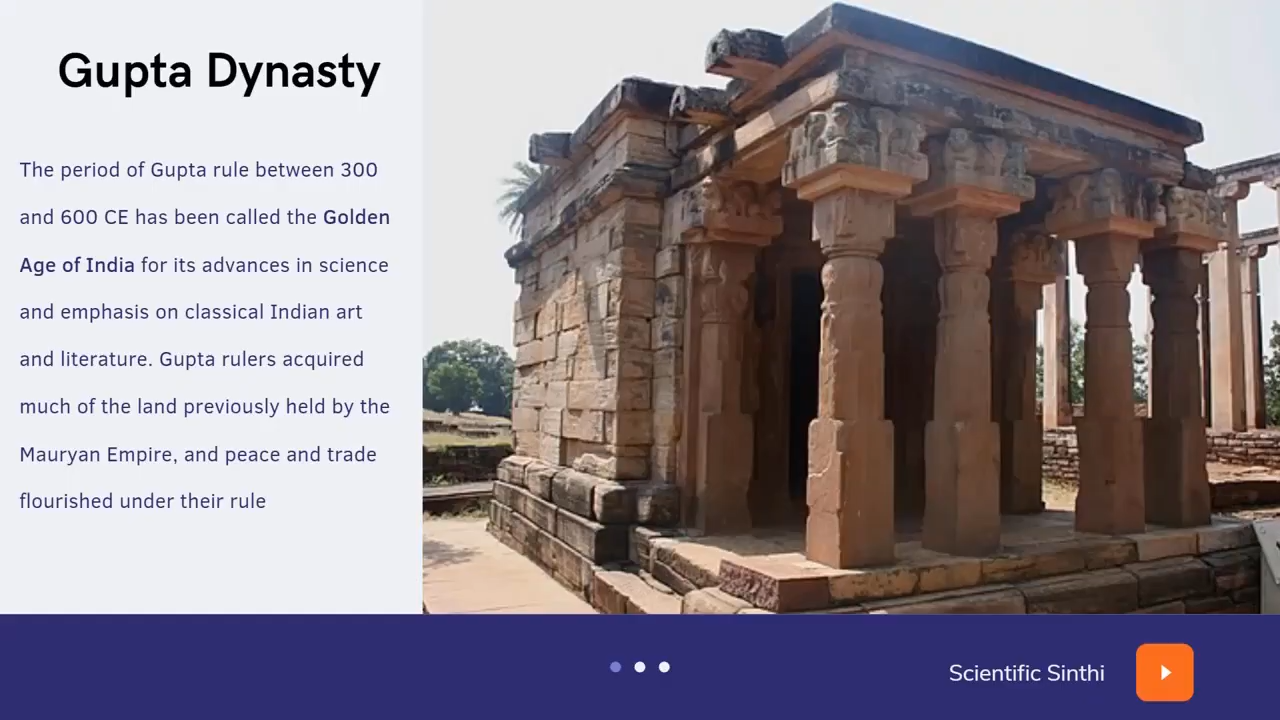 Gupta Dynasty
The period of Gupta rule between 300
and 600 CE has been called the Golden
Age of India for its advances in science
and emphasis on classical Indian art
and literature. Gupta rulers acquired
much of the land previously held by the
Mauryan Empire, and peace and trade
flourished under their rule
Scientific Sinthi